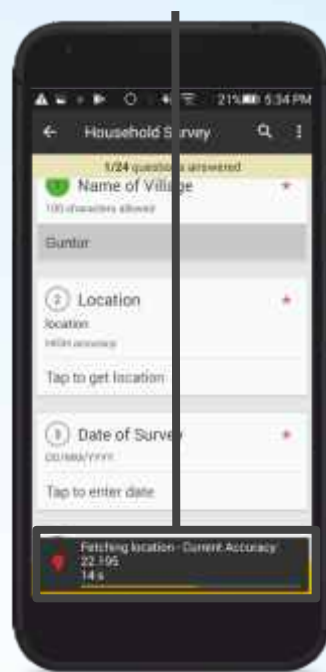 21% 5:34 PM
Household Survey
1/24 questions answered
1 Name of Village *
100 characters allowed
Guntur
2 Location *
location
HIGH accuracy
Tap to get location
3 Date of Survey *
DD/MM/YYYY
Tap to enter date
Fetching location - Current Accuracy
22.195
14 s